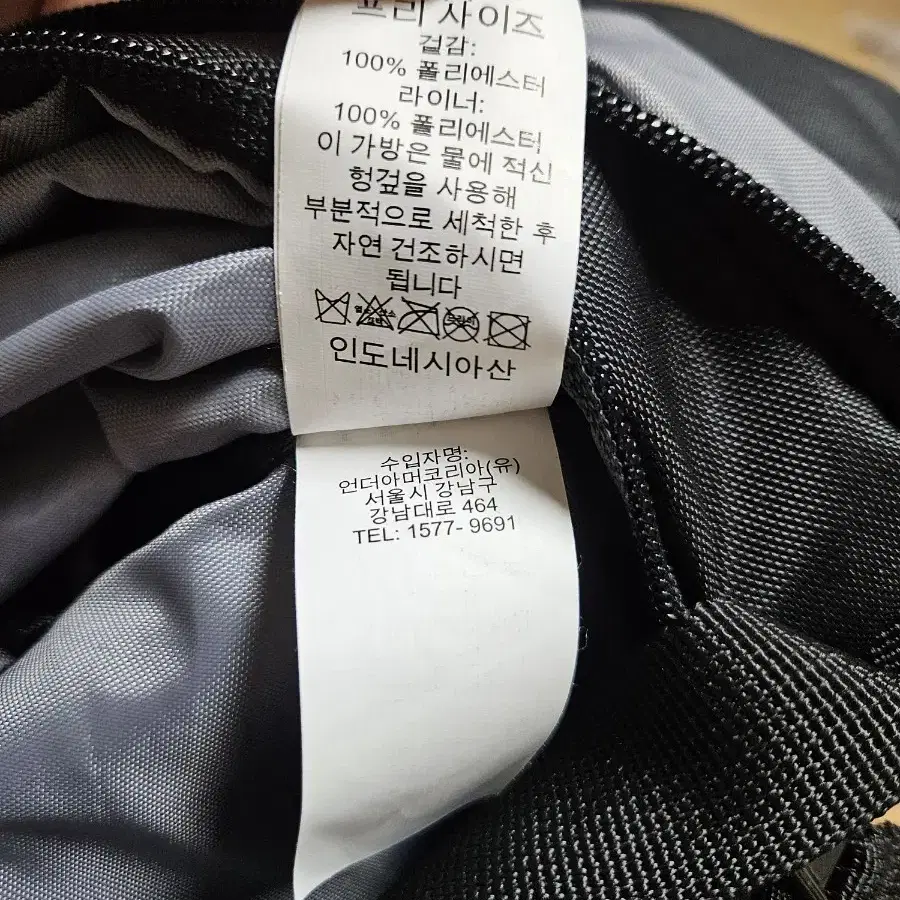 프리 사이즈
겉감:
100% 폴리에스터
라이너:
100% 폴리에스터
이 가방은 물에 적신
헝겊을 사용해
부분적으로 세척한 후
자연 건조하시면
됩니다
인도네시아산
수입자명:
언더아머코리아(유)
서울시 강남구
강남대로 464
TEL: 1577- 9691